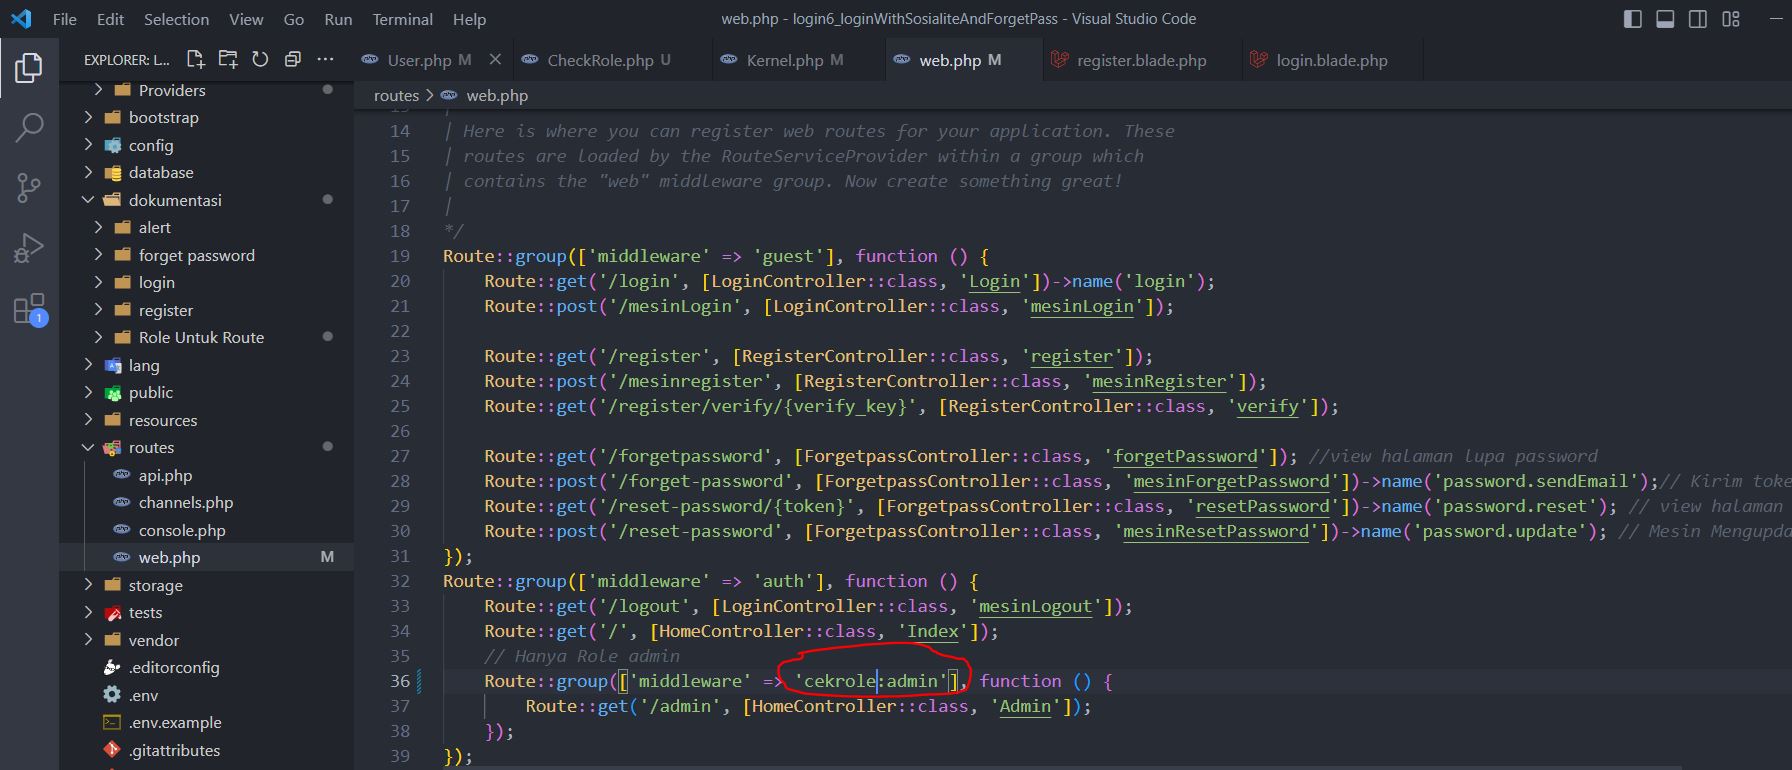 File Edit Selection View Go Run Terminal Help web.php - login6_loginWithSosialiteAndForgetPass - Visual Studio Code
EXPLORER: L...
Providers
bootstrap
config
database
dokumentasi
alert
forget password
login
register
Role Untuk Route
lang
public
resources
routes
api.php
channels.php
console.php
web.php M
storage
tests
vendor
.editorconfig
.env
.env.example
.gitattributes
1
User.php M CheckRole.php U Kernel.php M web.php M register.blade.php login.blade.php
routes > web.php
14 | Here is where you can register web routes for your application. These
15 | routes are loaded by the RouteServiceProvider within a group which
16 | contains the "web" middleware group. Now create something great!
17 |
18 */
19 Route::group(['middleware' => 'guest'], function () {
20 Route::get('/login', [LoginController::class, 'Login'])->name('login');
21 Route::post('/mesinLogin', [LoginController::class, 'mesinLogin']);
22
23 Route::get('/register', [RegisterController::class, 'register']);
24 Route::post('/mesinregister', [RegisterController::class, 'mesinRegister']);
25 Route::get('/register/verify/{verify_key}', [RegisterController::class, 'verify']);
26
27 Route::get('/forgetpassword', [ForgetpassController::class, 'forgetPassword']); //view halaman lupa password
28 Route::post('/forget-password', [ForgetpassController::class, 'mesinForgetPassword'])->name('password.sendEmail');// Kirim toke
29 Route::get('/reset-password/{token}', [ForgetpassController::class, 'resetPassword'])->name('password.reset'); // view halaman
30 Route::post('/reset-password', [ForgetpassController::class, 'mesinResetPassword'])->name('password.update'); // Mesin Mengupda
31 });
32 Route::group(['middleware' => 'auth'], function () {
33 Route::get('/logout', [LoginController::class, 'mesinLogout']);
34 Route::get('/', [HomeController::class, 'Index']);
35 // Hanya Role admin
36 Route::group(['middleware' => 'cekrole:admin'], function () {
37 Route::get('/admin', [HomeController::class, 'Admin']);
38 });
39 });